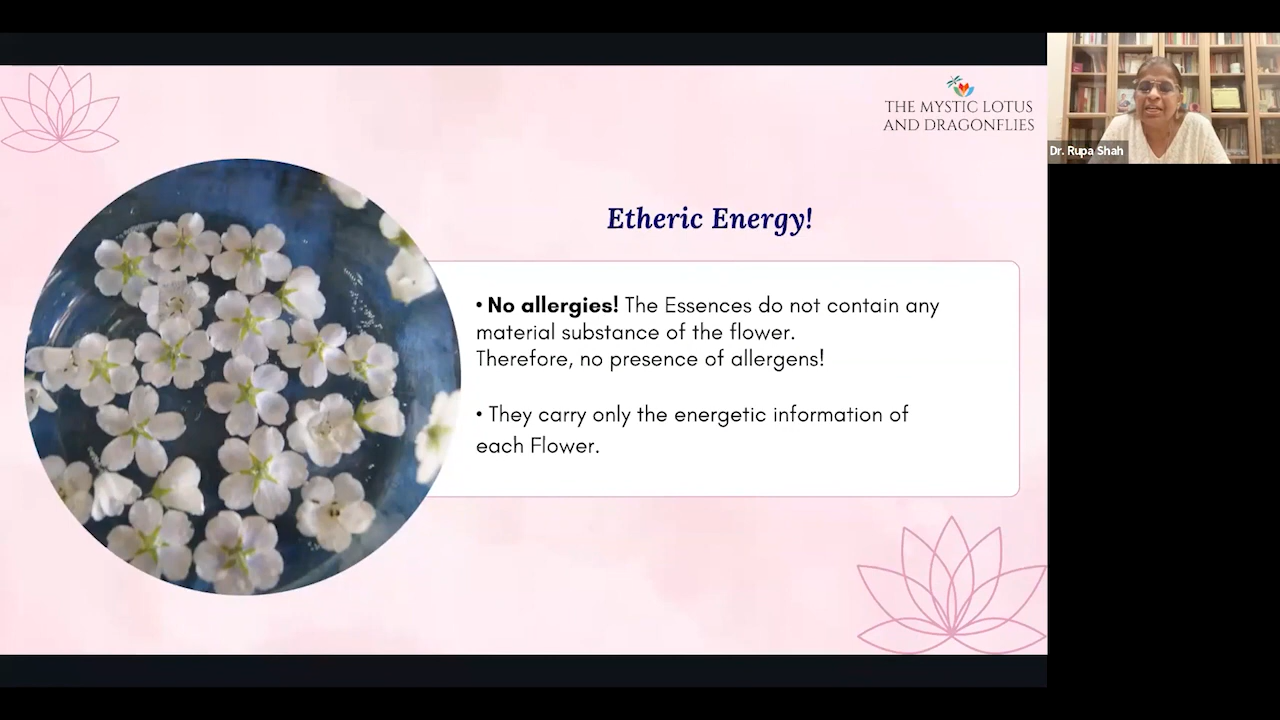 THE MYSTIC LOTUS
AND DRAGONFLIES
Dr. Rupa Shah
Etheric Energy!
• No allergies! The Essences do not contain any
material substance of the flower.
Therefore, no presence of allergens!
• They carry only the energetic information of
each Flower.